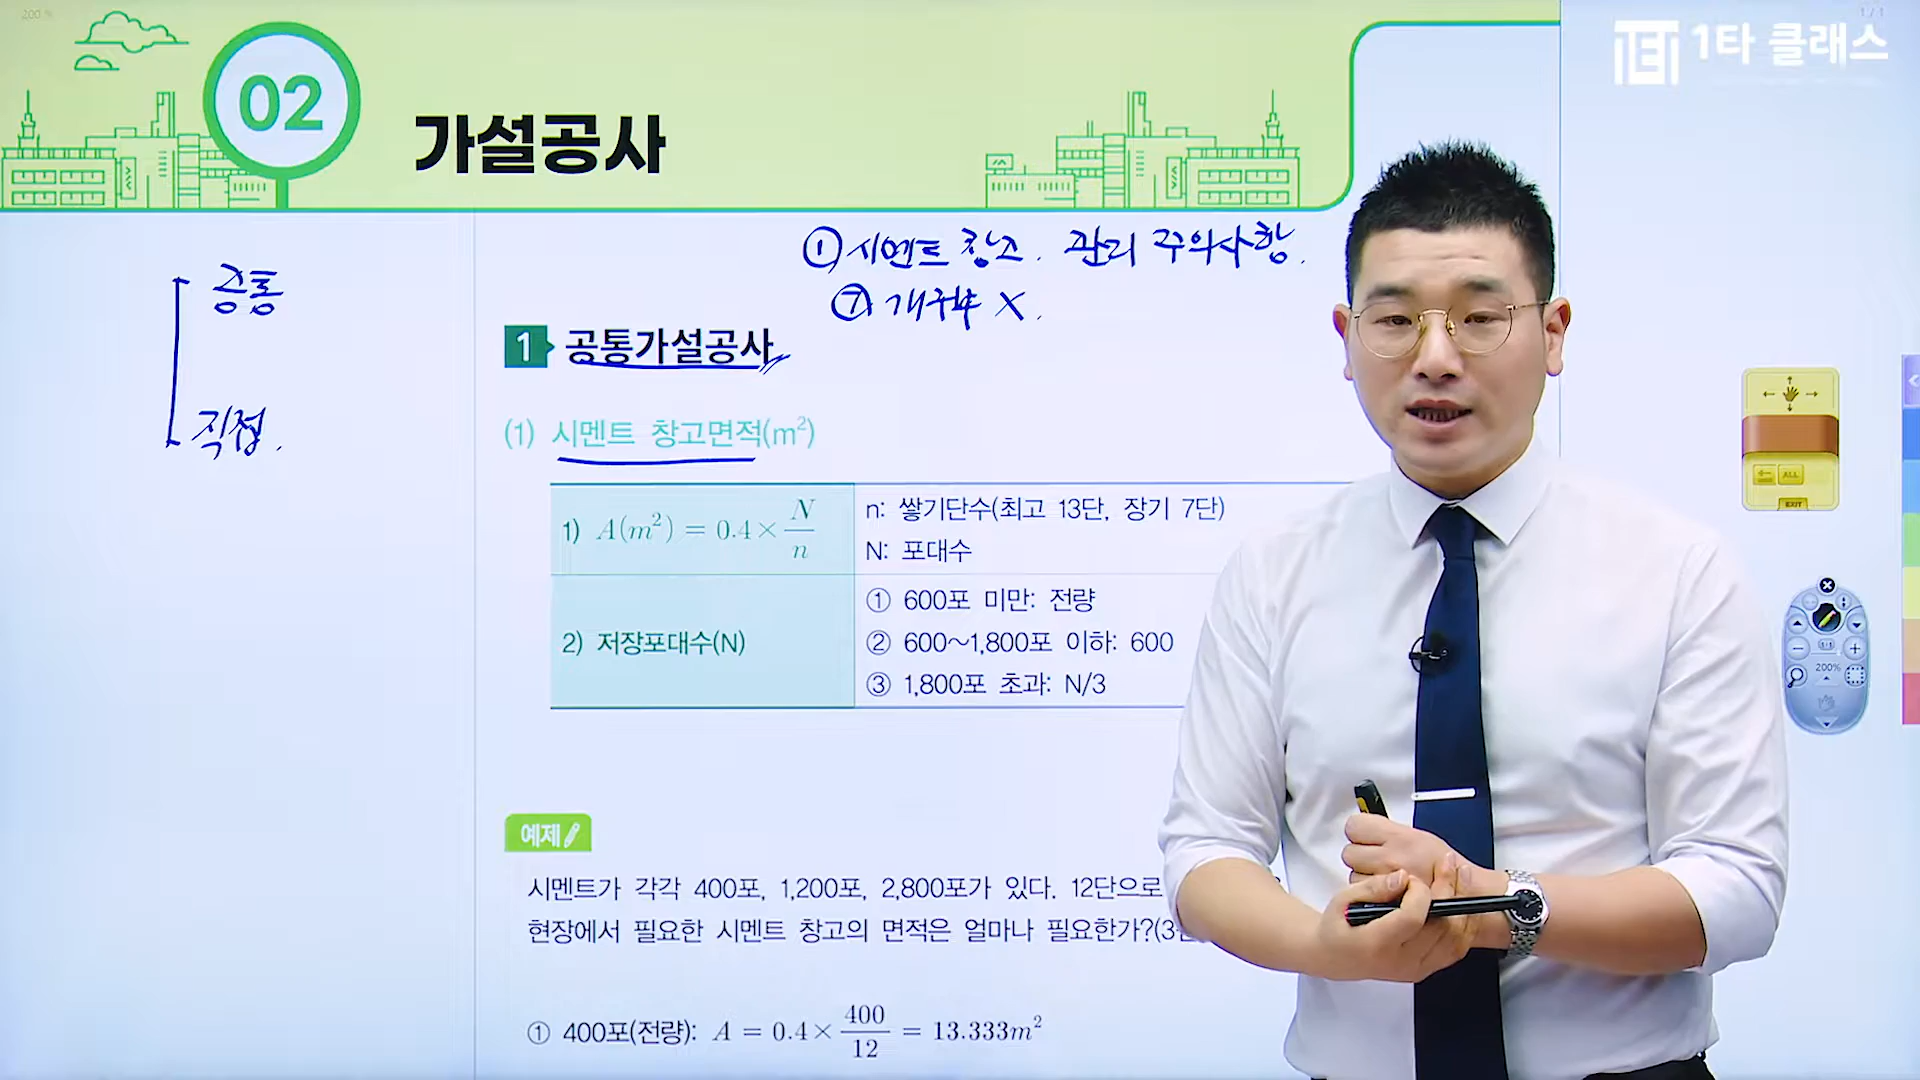 200 %
1 / 1
1타 클래스
02
가설공사
공통
직접.
① 시멘트 창고. 관리 주의사항.
⑦ 개구부 X.
1 공통가설공사
(1) 시멘트 창고면적(m²)
1) A(m²) = 0.4 × N/n
n: 쌓기단수(최고 13단, 장기 7단)
N: 포대수
2) 저장포대수(N)
① 600포 미만: 전량
② 600~1,800포 이하: 600
③ 1,800포 초과: N/3
예제
시멘트가 각각 400포, 1,200포, 2,800포가 있다. 12단으로
현장에서 필요한 시멘트 창고의 면적은 얼마나 필요한가?(3
① 400포(전량): A = 0.4 × 400/12 = 13.333m²
ALL
EXIT
200%